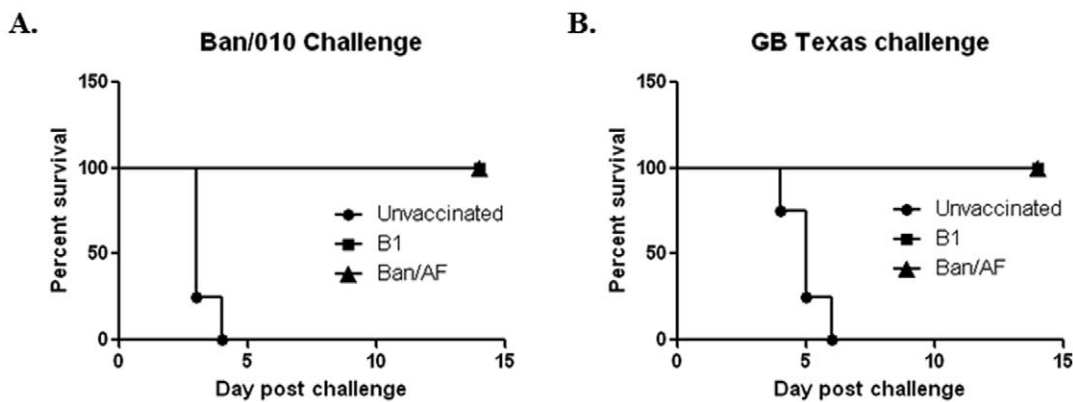 A.
Ban/010 Challenge
150
100
50
0
Percent survival
Unvaccinated
B1
Ban/AF
0
5
10
15
Day post challenge
B.
GB Texas challenge
150
100
50
0
Percent survival
Unvaccinated
B1
Ban/AF
0
5
10
15
Day post challenge